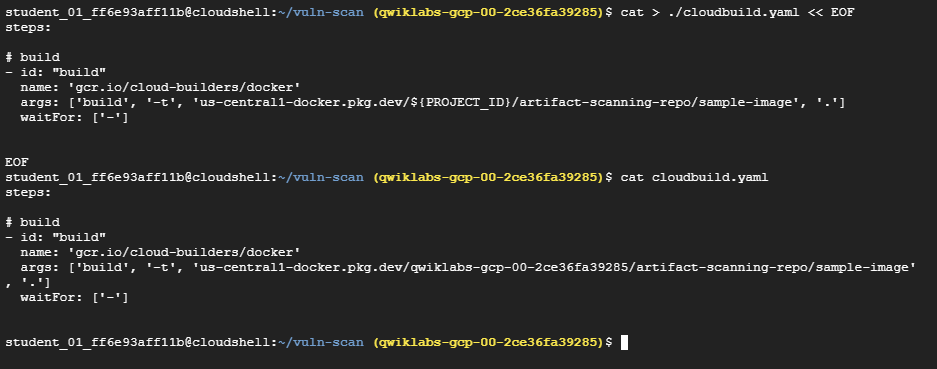 student_01_ff6e93aff11b@cloudshell:~/vuln-scan (qwiklabs-gcp-00-2ce36fa39285)$ cat > ./cloudbuild.yaml << EOF
steps:

# build
- id: "build"
  name: 'gcr.io/cloud-builders/docker'
  args: ['build', '-t', 'us-central1-docker.pkg.dev/${PROJECT_ID}/artifact-scanning-repo/sample-image', '.']
  waitFor: ['-']


EOF
student_01_ff6e93aff11b@cloudshell:~/vuln-scan (qwiklabs-gcp-00-2ce36fa39285)$ cat cloudbuild.yaml
steps:

# build
- id: "build"
  name: 'gcr.io/cloud-builders/docker'
  args: ['build', '-t', 'us-central1-docker.pkg.dev/qwiklabs-gcp-00-2ce36fa39285/artifact-scanning-repo/sample-image'
, '.']
  waitFor: ['-']


student_01_ff6e93aff11b@cloudshell:~/vuln-scan (qwiklabs-gcp-00-2ce36fa39285)$